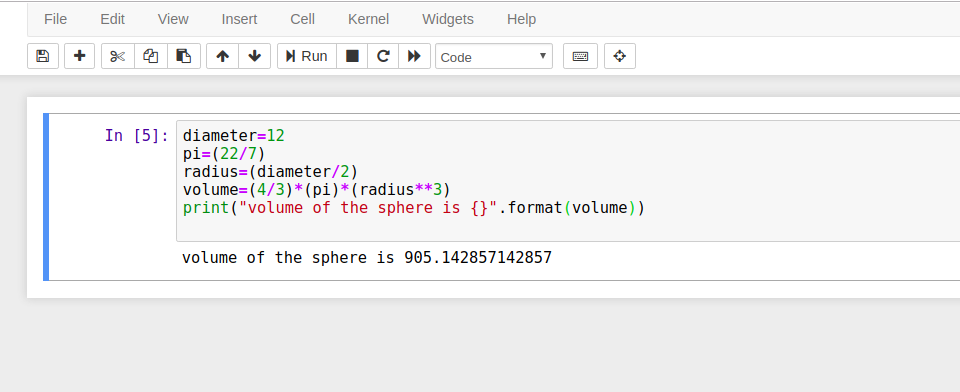 File Edit View Insert Cell Kernel Widgets Help
Run Code
In [5]: diameter=12
pi=(22/7)
radius=(diameter/2)
volume=(4/3)*(pi)*(radius**3)
print("volume of the sphere is {}".format(volume))
volume of the sphere is 905.142857142857